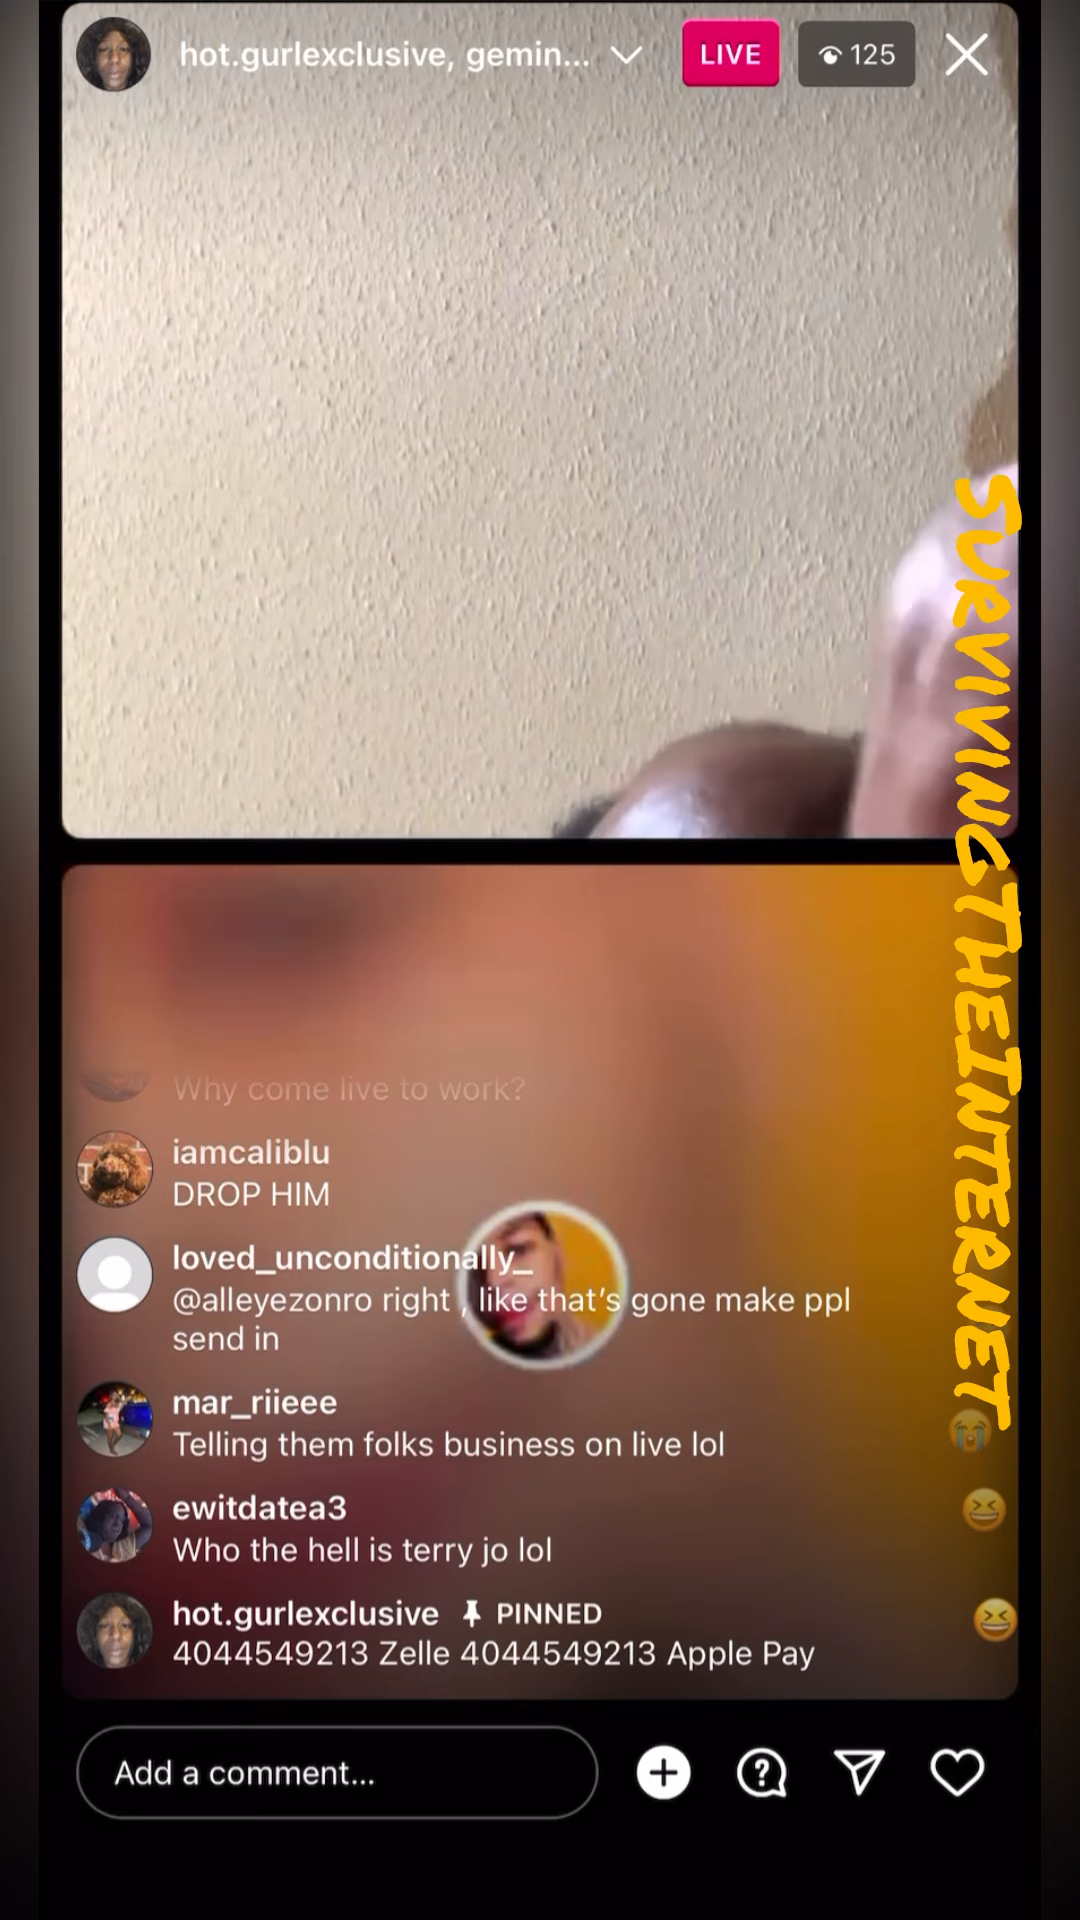 hot.gurlexclusive, gemin...
LIVE
125
SURVIVINGTHEINTERNET
Why come live to work?
iamcaliblu
DROP HIM
loved_unconditionally_
@alleyezonro right , like that's gone make ppl
send in
mar_riieee
Telling them folks business on live lol
ewitdatea3
Who the hell is terry jo lol
hot.gurlexclusive PINNED
4044549213 Zelle 4044549213 Apple Pay
Add a comment...